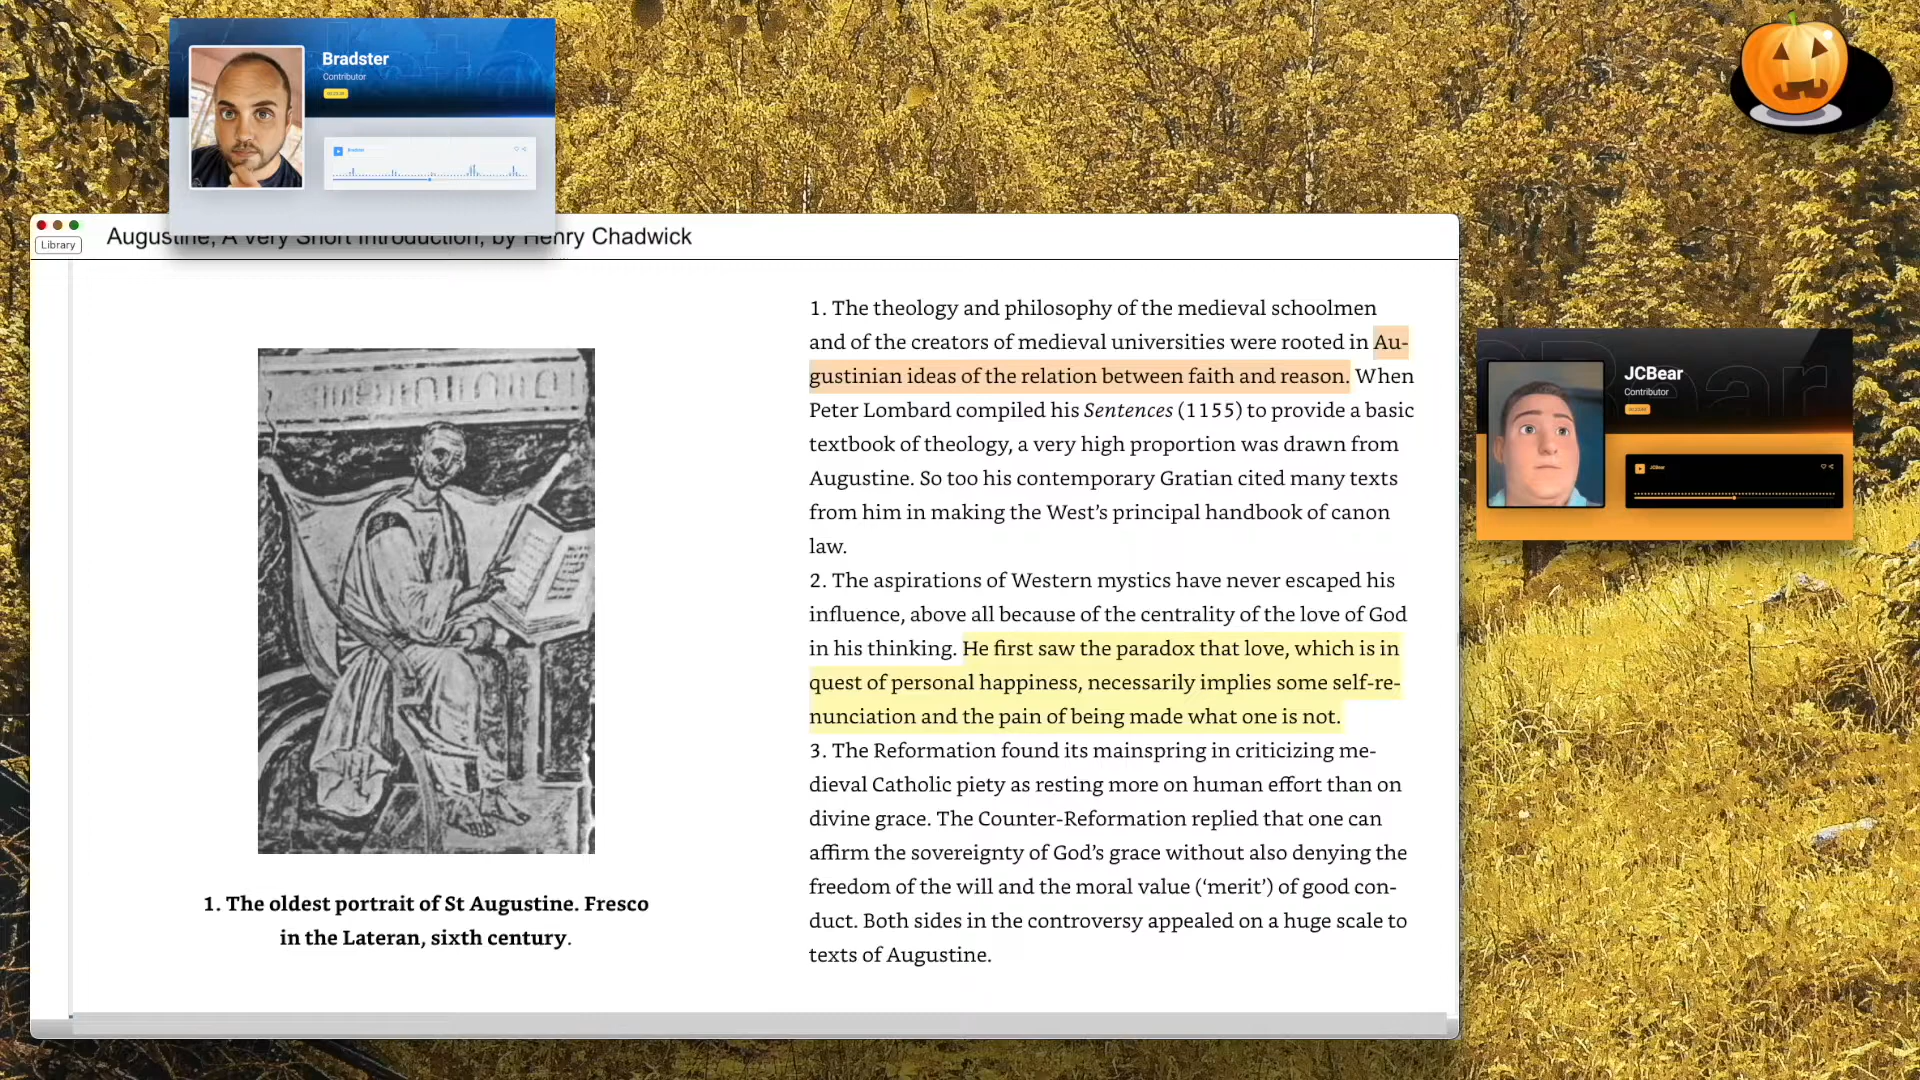 Bradster
Contributor
Library
Augustine, A Very Short Introduction, by Henry Chadwick
1. The theology and philosophy of the medieval schoolmen
and of the creators of medieval universities were rooted in Au-
gustinian ideas of the relation between faith and reason. When
Peter Lombard compiled his Sentences (1155) to provide a basic
textbook of theology, a very high proportion was drawn from
Augustine. So too his contemporary Gratian cited many texts
from him in making the West’s principal handbook of canon
law.
2. The aspirations of Western mystics have never escaped his
influence, above all because of the centrality of the love of God
in his thinking. He first saw the paradox that love, which is in
quest of personal happiness, necessarily implies some self-re-
nunciation and the pain of being made what one is not.
3. The Reformation found its mainspring in criticizing me-
dieval Catholic piety as resting more on human effort than on
divine grace. The Counter-Reformation replied that one can
affirm the sovereignty of God’s grace without also denying the
freedom of the will and the moral value (‘merit’) of good con-
duct. Both sides in the controversy appealed on a huge scale to
texts of Augustine.
1. The oldest portrait of St Augustine. Fresco
in the Lateran, sixth century.
JCBear
Contributor
JCBear